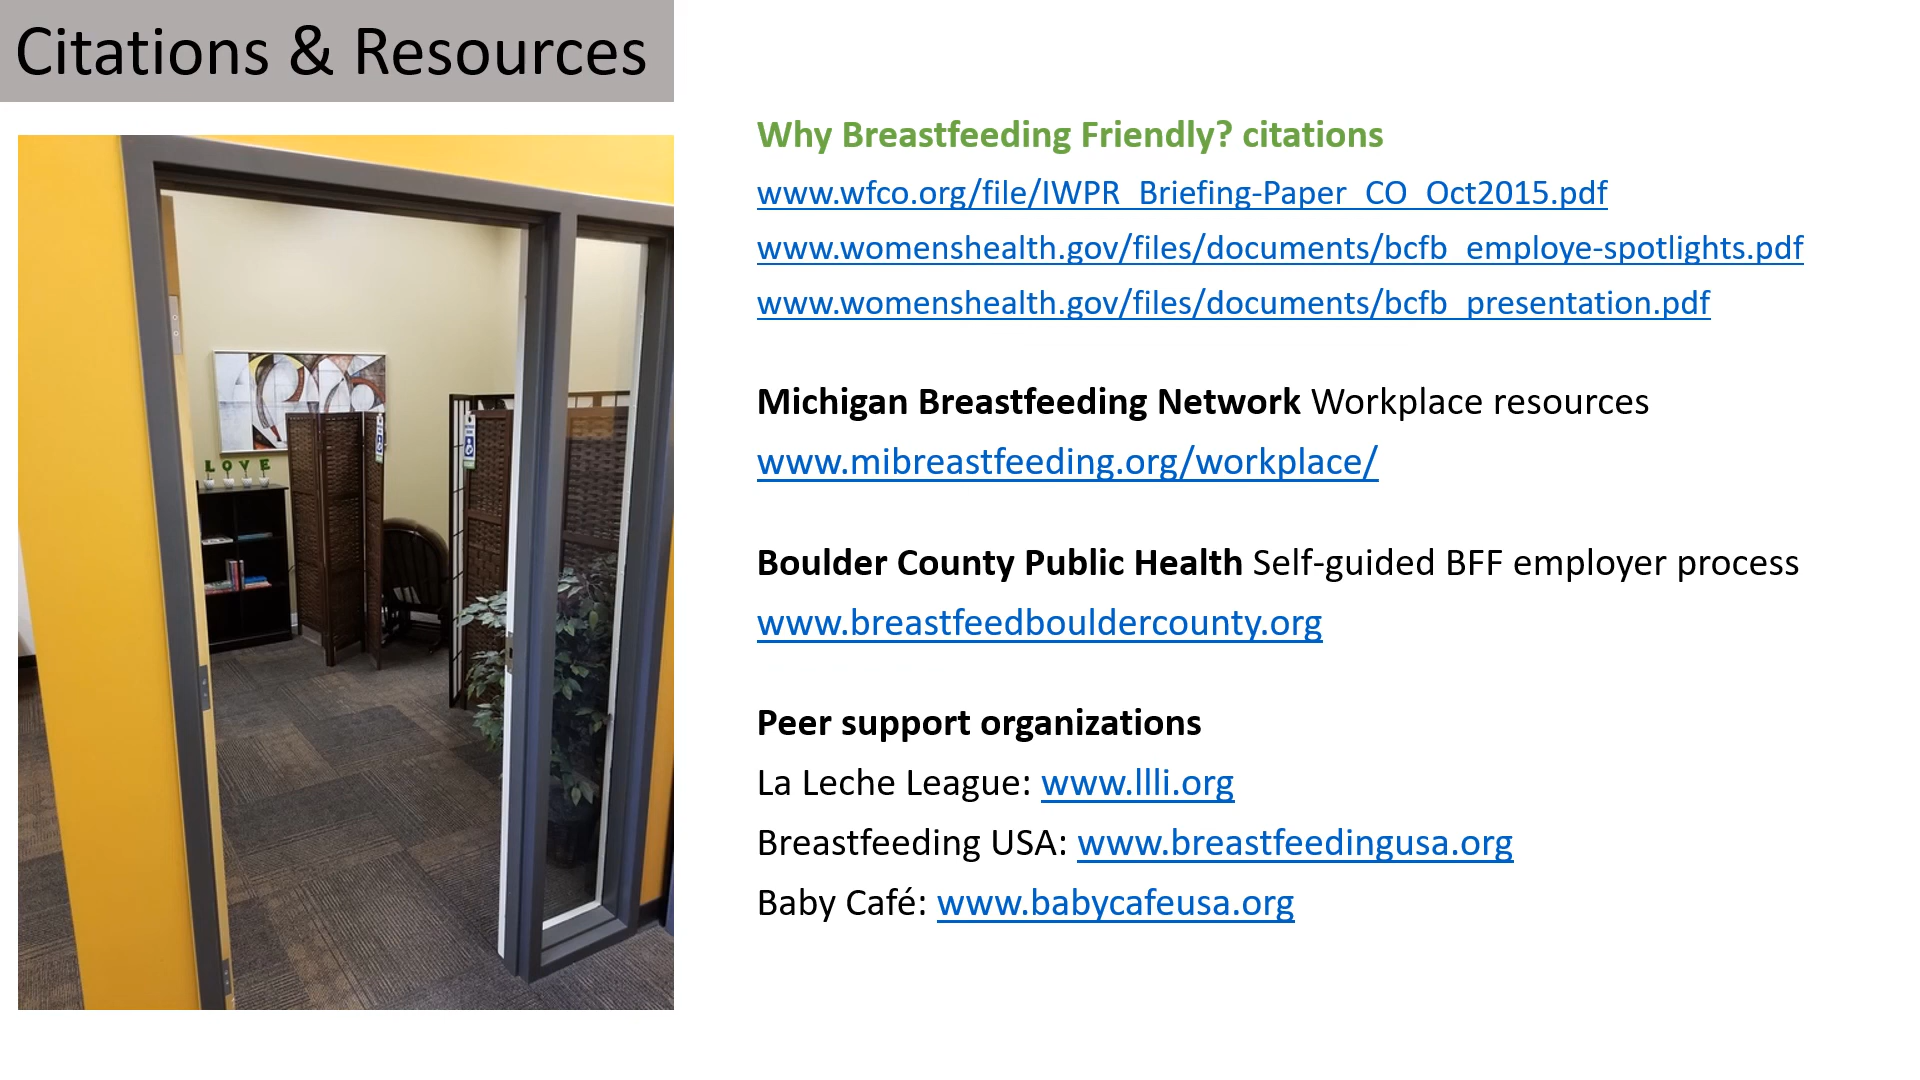 Citations & Resources
Why Breastfeeding Friendly? citations
www.wfco.org/file/IWPR_Briefing-Paper_CO_Oct2015.pdf
www.womenshealth.gov/files/documents/bcfb_employe-spotlights.pdf
www.womenshealth.gov/files/documents/bcfb_presentation.pdf
Michigan Breastfeeding Network Workplace resources
www.mibreastfeeding.org/workplace/
Boulder County Public Health Self-guided BFF employer process
www.breastfeedbouldercounty.org
Peer support organizations
La Leche League: www.llli.org
Breastfeeding USA: www.breastfeedingusa.org
Baby Café: www.babycafeusa.org
LOVE